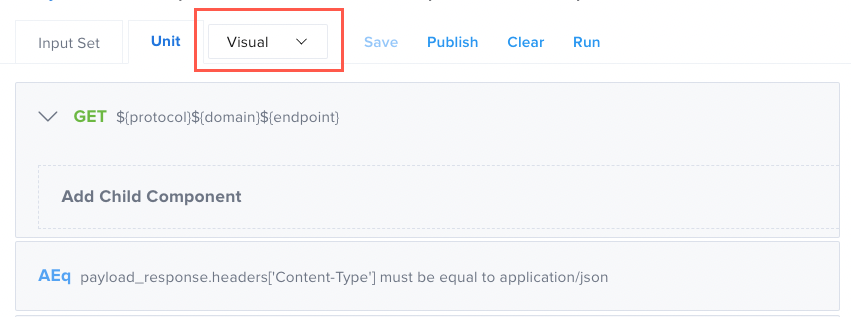 Input Set Unit Visual Save Publish Clear Run
GET ${protocol}${domain}${endpoint}
Add Child Component
AEq payload_response.headers['Content-Type'] must be equal to application/json